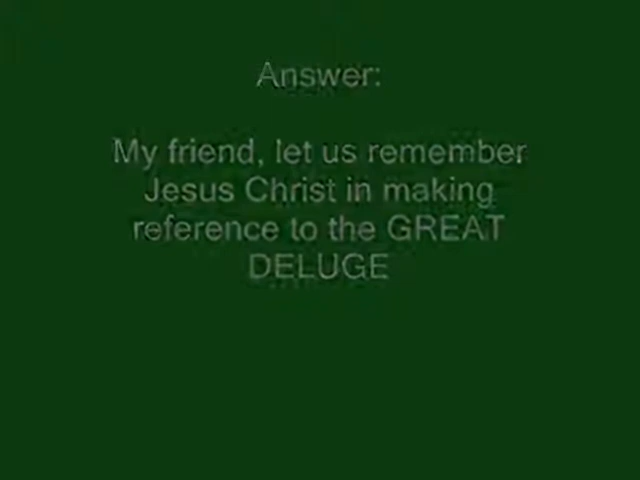 Answer:
My friend, let us remember
Jesus Christ in making
reference to the GREAT
DELUGE